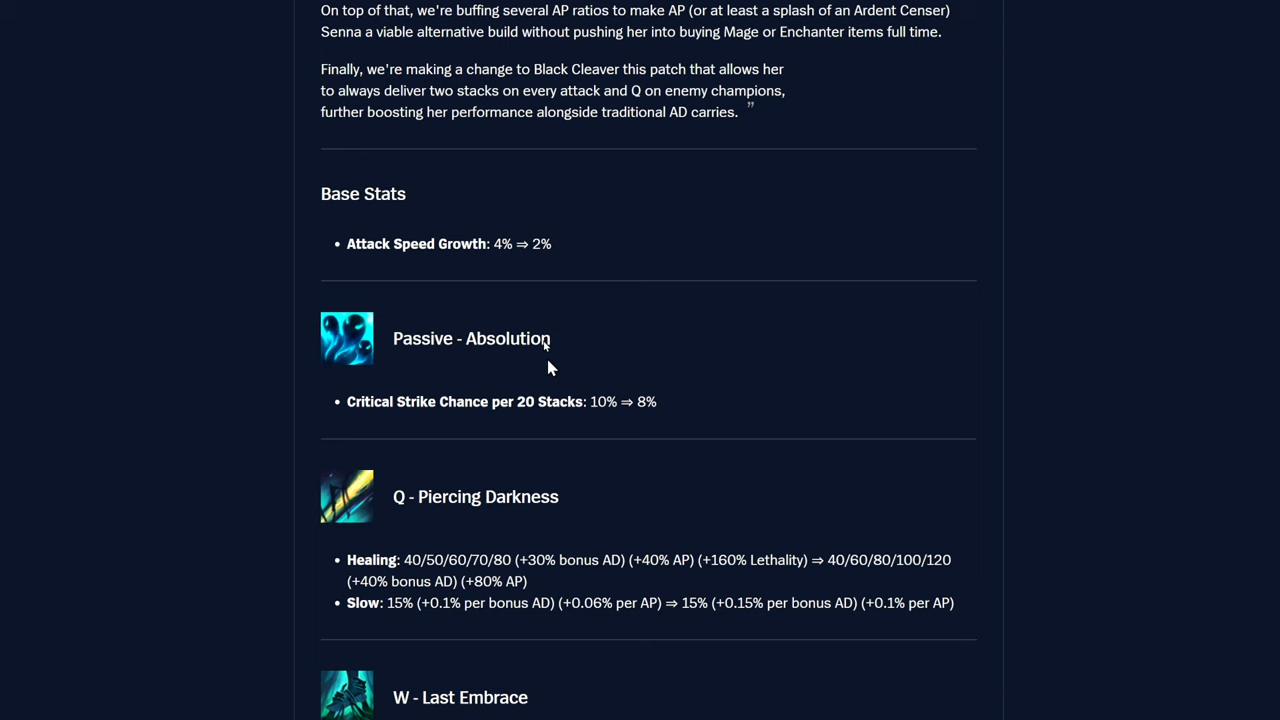 On top of that, we're buffing several AP ratios to make AP (or at least a splash of an Ardent Censer)
Senna a viable alternative build without pushing her into buying Mage or Enchanter items full time.
Finally, we're making a change to Black Cleaver this patch that allows her
to always deliver two stacks on every attack and Q on enemy champions,
further boosting her performance alongside traditional AD carries. ”
Base Stats
• Attack Speed Growth: 4% ⇒ 2%
Passive - Absolution
• Critical Strike Chance per 20 Stacks: 10% ⇒ 8%
Q - Piercing Darkness
• Healing: 40/50/60/70/80 (+30% bonus AD) (+40% AP) (+160% Lethality) ⇒ 40/60/80/100/120
(+40% bonus AD) (+80% AP)
• Slow: 15% (+0.1% per bonus AD) (+0.06% per AP) ⇒ 15% (+0.15% per bonus AD) (+0.1% per AP)
W - Last Embrace